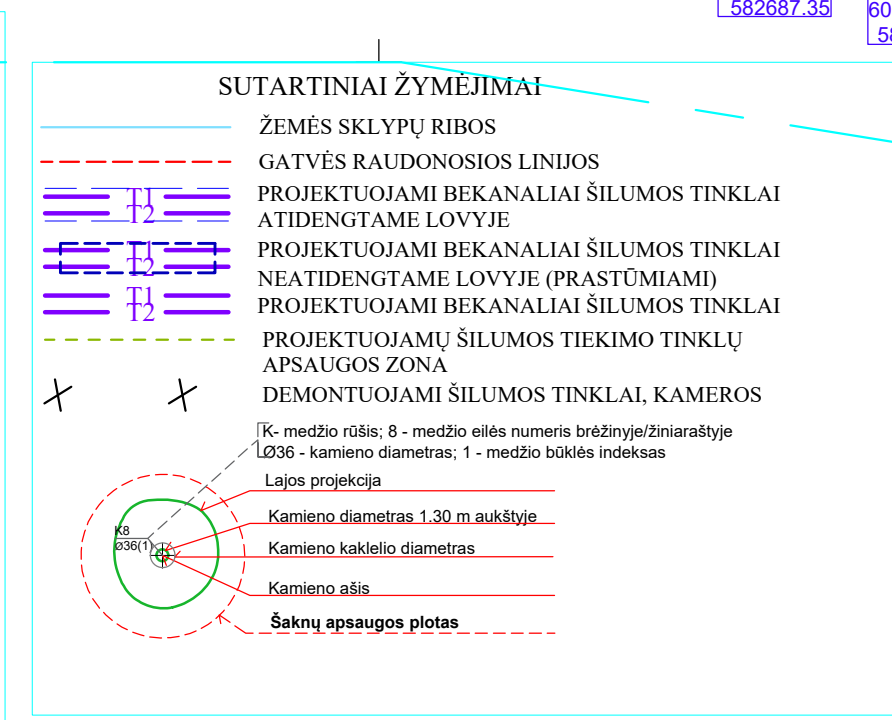 582687.35
60
58
SUTARTINIAI ŽYMĖJIMAI
ŽEMĖS SKLYPŲ RIBOS
GATVĖS RAUDONOSIOS LINIJOS
T1
T2
PROJEKTUOJAMI BEKANALIAI ŠILUMOS TINKLAI
ATIDENGTAME LOVYJE
T1
T2
PROJEKTUOJAMI BEKANALIAI ŠILUMOS TINKLAI
NEATIDENGTAME LOVYJE (PRASTŪMIAMI)
T1
T2
PROJEKTUOJAMI BEKANALIAI ŠILUMOS TINKLAI
PROJEKTUOJAMŲ ŠILUMOS TIEKIMO TINKLŲ
APSAUGOS ZONA
DEMONTUOJAMI ŠILUMOS TINKLAI, KAMEROS
K- medžio rūšis; 8 - medžio eilės numeris brėžinyje/žiniaraštyje
Ø36 - kamieno diametras; 1 - medžio būklės indeksas
Lajos projekcija
Kamieno diametras 1.30 m aukštyje
K8
Ø36(1)
Kamieno kaklelio diametras
Kamieno ašis
Šaknų apsaugos plotas